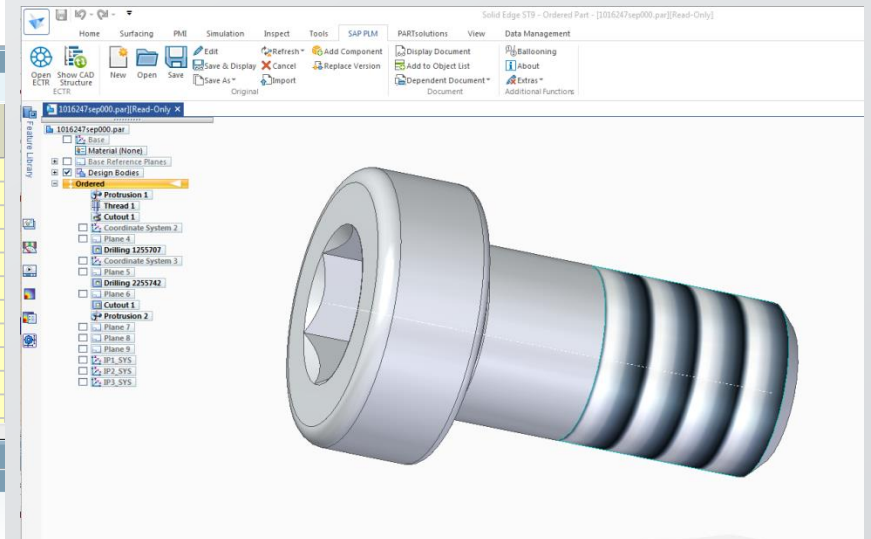 Solid Edge ST9 - Ordered Part - [1016247sep000.par][Read-Only]
Home Surfacing PMI Simulation Inspect Tools SAP PLM PARTsolutions View Data Management
Open ECTR
Show CAD Structure
ECTR
New Open Save
Edit
Save & Display
Save As
Refresh
Cancel
Import
Add Component
Replace Version
Original
Display Document
Add to Object List
Dependent Document
Document
Ballooning
About
Extras
Additional Functions
1016247sep000.par][Read-Only
Feature Library
1016247sep000.par
Base
Material (None)
Base Reference Planes
Design Bodies
Ordered
Protrusion 1
Thread 1
Cutout 1
Coordinate System 2
Plane 4
Drilling 1255707
Coordinate System 3
Plane 5
Drilling 2255742
Plane 6
Cutout 1
Protrusion 2
Plane 7
Plane 8
Plane 9
IP1_SYS
IP2_SYS
IP3_SYS